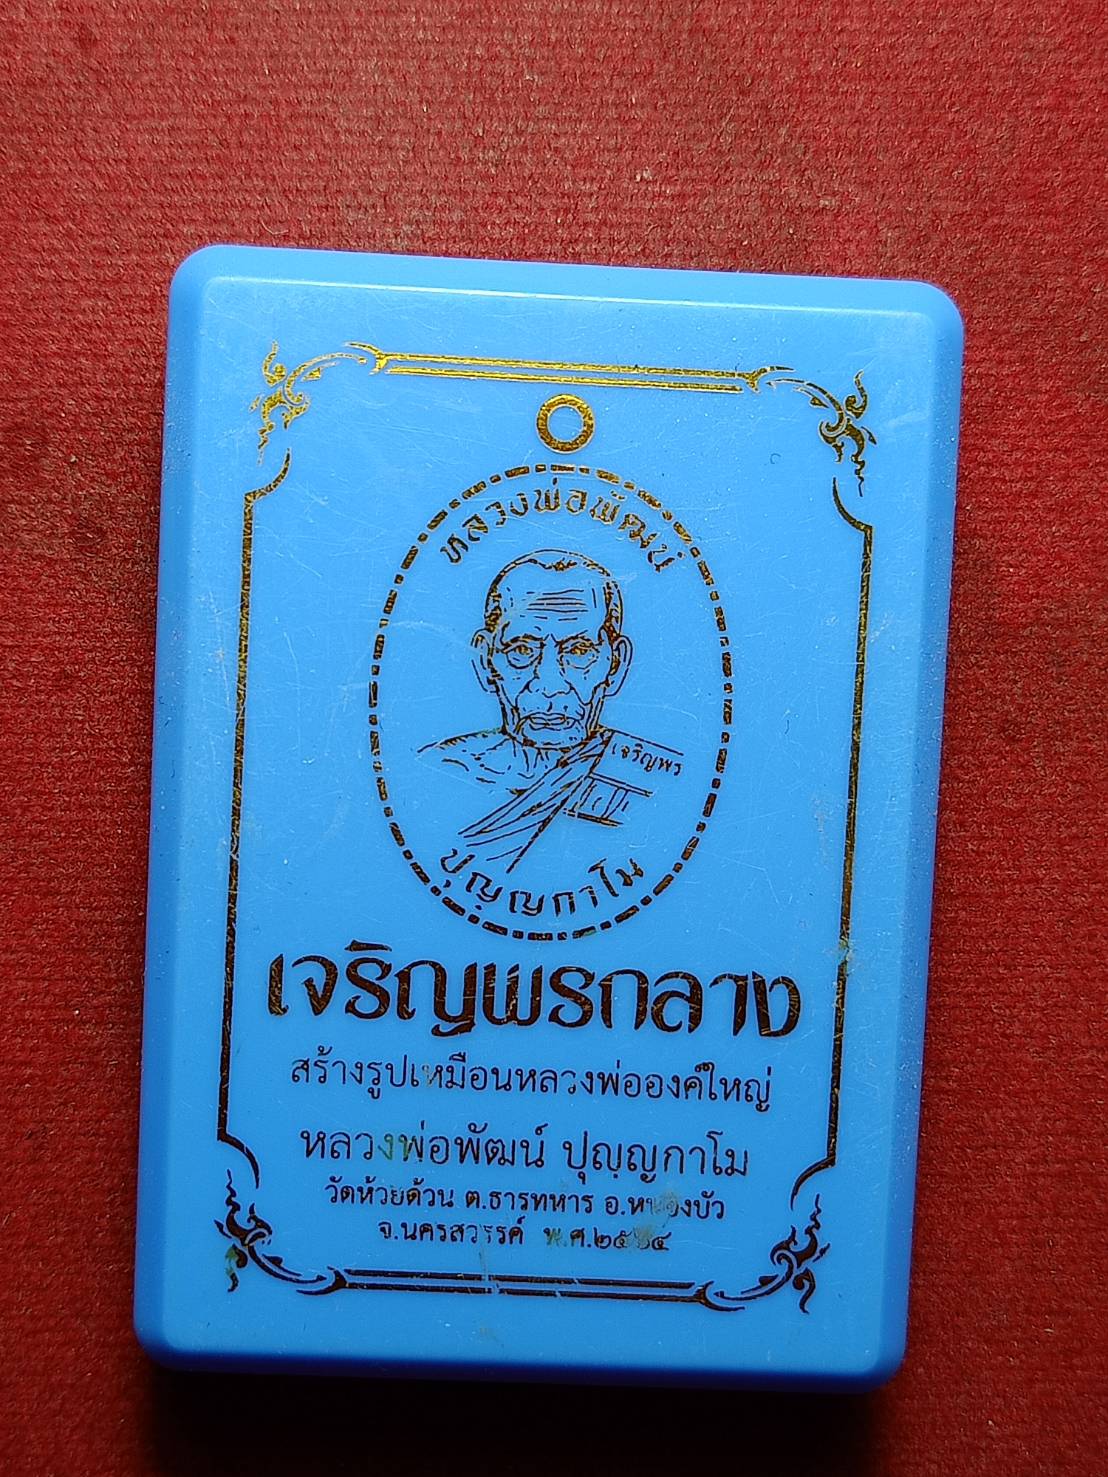 หลวงพ่อพัฒน์
เจริญพร
ปุญฺญกาโม
เจริญพรกลาง
สร้างรูปเหมือนหลวงพ่อองค์ใหญ่
หลวงพ่อพัฒน์ ปุญฺญกาโม
วัดห้วยด้วน ต.ธารทหาร อ.หนองบัว
จ.นครสวรรค์ พ.ศ.๒๕๖๔